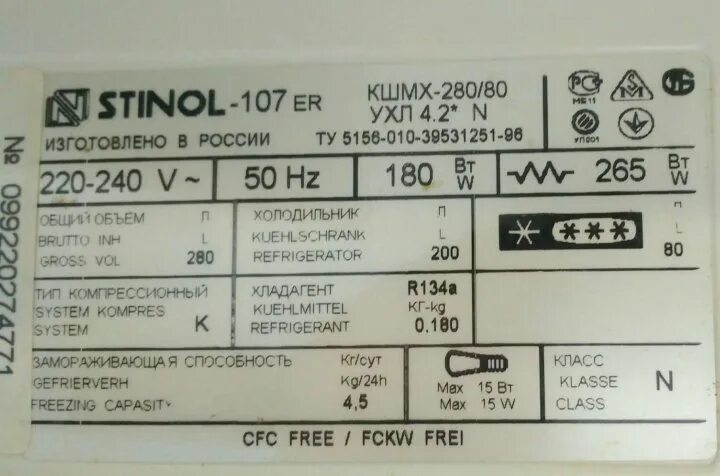 STINOL-107 ER
КШМХ-280/80
УХЛ 4.2* N
ИЗГОТОВЛЕНО В РОССИИ
ТУ 5156-010-39531251-96
РС
МЕ11
УП001
220-240 V ~
50 Hz
180 Вт W
265 Вт W
ОБЩИЙ ОБЪЕМ Л
BRUTTO INH L
GROSS VOL 280
ХОЛОДИЛЬНИК Л
KUEHLSCHRANK L
REFRIGERATOR 200
Л
L
80
ТИП КОМПРЕССИОННЫЙ
SYSTEM KOMPRES
SYSTEM K
ХЛАДАГЕНТ R134a
KUEHLMITTEL КГ-kg
REFRIGERANT 0,180
ЗАМОРАЖИВАЮЩАЯ СПОСОБНОСТЬ Кг/сут
GEFRIERVERH Kg/24h
FREEZING CAPASITY 4,5
Max 15 Вт
Max 15 W
КЛАСС
KLASSE N
CLASS
CFC FREE / FCKW FREI
№ 099220274771